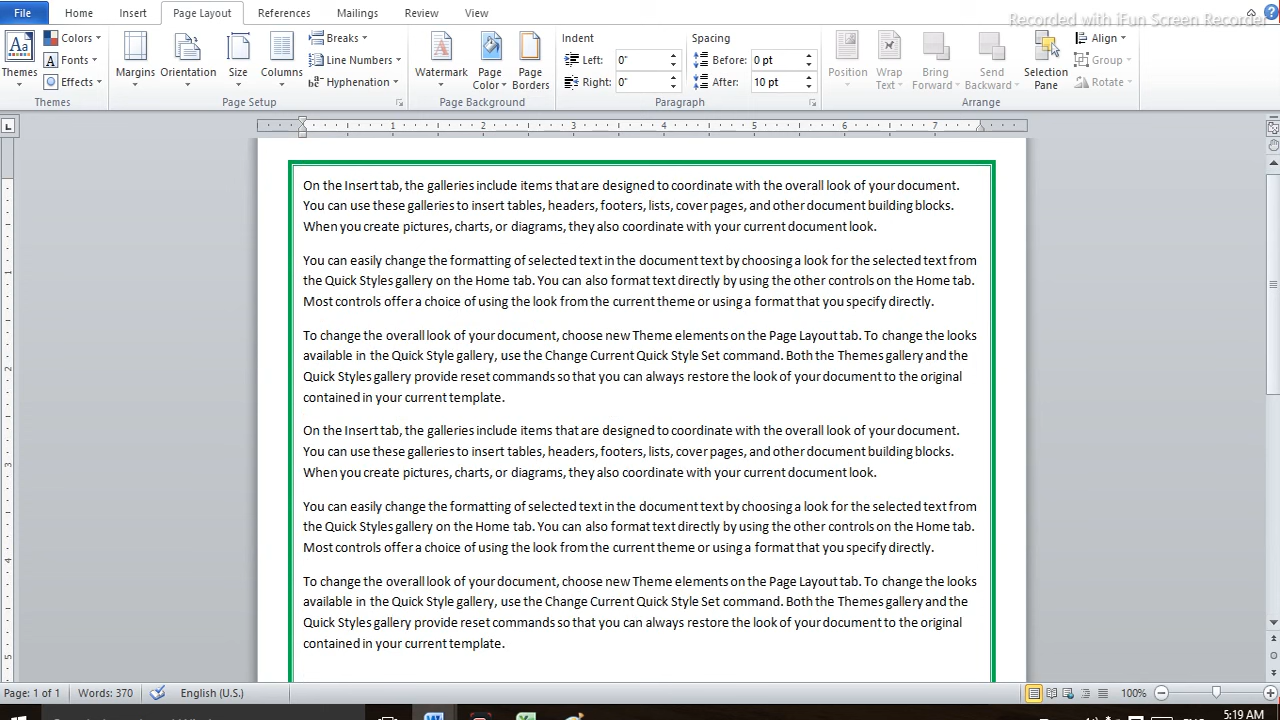 File Home Insert Page Layout References Mailings Review View
Recorded with iFun Screen Recorder
Themes
Colors
Fonts
Effects
Themes
Margins Orientation Size Columns
Breaks
Line Numbers
Hyphenation
Page Setup
Watermark Page Color Page Borders
Page Background
Indent
Left: 0"
Right: 0"
Spacing
Before: 0 pt
After: 10 pt
Paragraph
Position Wrap Text Bring Forward Send Backward Selection Pane
Align
Group
Rotate
Arrange
1 2 3 4 5 6 7
On the Insert tab, the galleries include items that are designed to coordinate with the overall look of your document.
You can use these galleries to insert tables, headers, footers, lists, cover pages, and other document building blocks.
When you create pictures, charts, or diagrams, they also coordinate with your current document look.
You can easily change the formatting of selected text in the document text by choosing a look for the selected text from
the Quick Styles gallery on the Home tab. You can also format text directly by using the other controls on the Home tab.
Most controls offer a choice of using the look from the current theme or using a format that you specify directly.
To change the overall look of your document, choose new Theme elements on the Page Layout tab. To change the looks
available in the Quick Style gallery, use the Change Current Quick Style Set command. Both the Themes gallery and the
Quick Styles gallery provide reset commands so that you can always restore the look of your document to the original
contained in your current template.
On the Insert tab, the galleries include items that are designed to coordinate with the overall look of your document.
You can use these galleries to insert tables, headers, footers, lists, cover pages, and other document building blocks.
When you create pictures, charts, or diagrams, they also coordinate with your current document look.
You can easily change the formatting of selected text in the document text by choosing a look for the selected text from
the Quick Styles gallery on the Home tab. You can also format text directly by using the other controls on the Home tab.
Most controls offer a choice of using the look from the current theme or using a format that you specify directly.
To change the overall look of your document, choose new Theme elements on the Page Layout tab. To change the looks
available in the Quick Style gallery, use the Change Current Quick Style Set command. Both the Themes gallery and the
Quick Styles gallery provide reset commands so that you can always restore the look of your document to the original
contained in your current template.
1
2
3
4
5
Page: 1 of 1 Words: 370 English (U.S.) 100%
5:19 AM